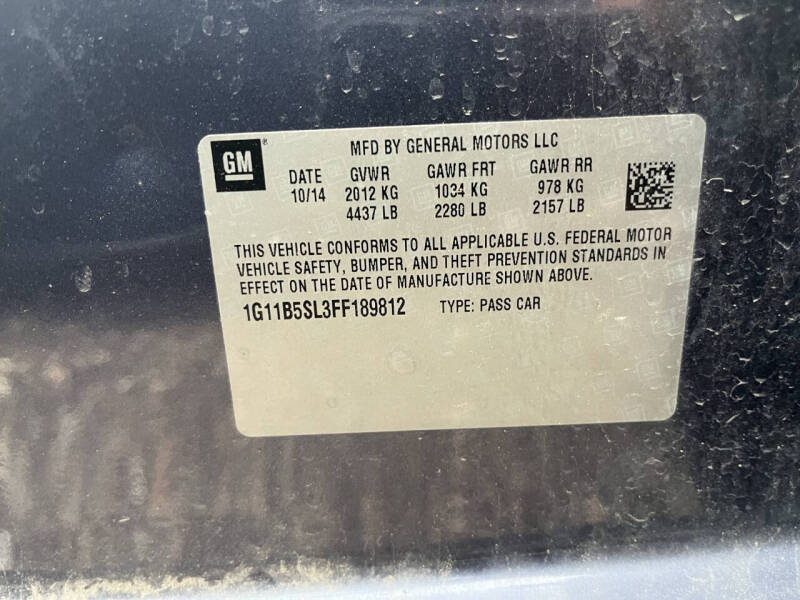 GM
MFD BY GENERAL MOTORS LLC
DATE GVWR GAWR FRT GAWR RR
10/14 2012 KG 1034 KG 978 KG
4437 LB 2280 LB 2157 LB
THIS VEHICLE CONFORMS TO ALL APPLICABLE U.S. FEDERAL MOTOR
VEHICLE SAFETY, BUMPER, AND THEFT PREVENTION STANDARDS IN
EFFECT ON THE DATE OF MANUFACTURE SHOWN ABOVE.
1G11B5SL3FF189812 TYPE: PASS CAR